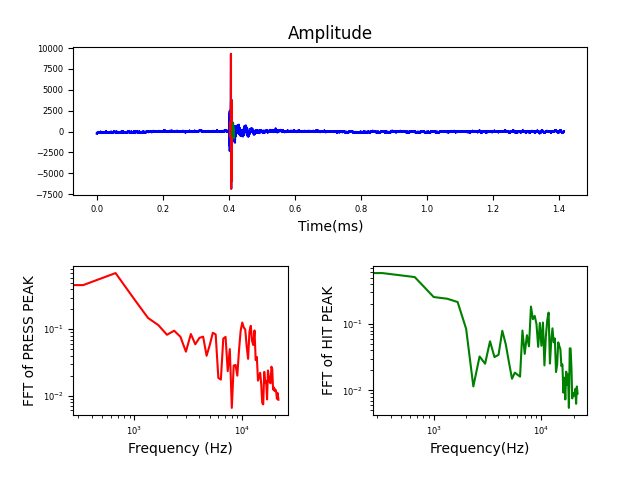 Amplitude
10000
7500
5000
2500
0
−2500
−5000
−7500
0.0 0.2 0.4 0.6 0.8 1.0 1.2 1.4
Time(ms)
FFT of PRESS PEAK
10⁻¹
10⁻²
10³ 10⁴
Frequency (Hz)
FFT of HIT PEAK
10⁻¹
10⁻²
10³ 10⁴
Frequency(Hz)